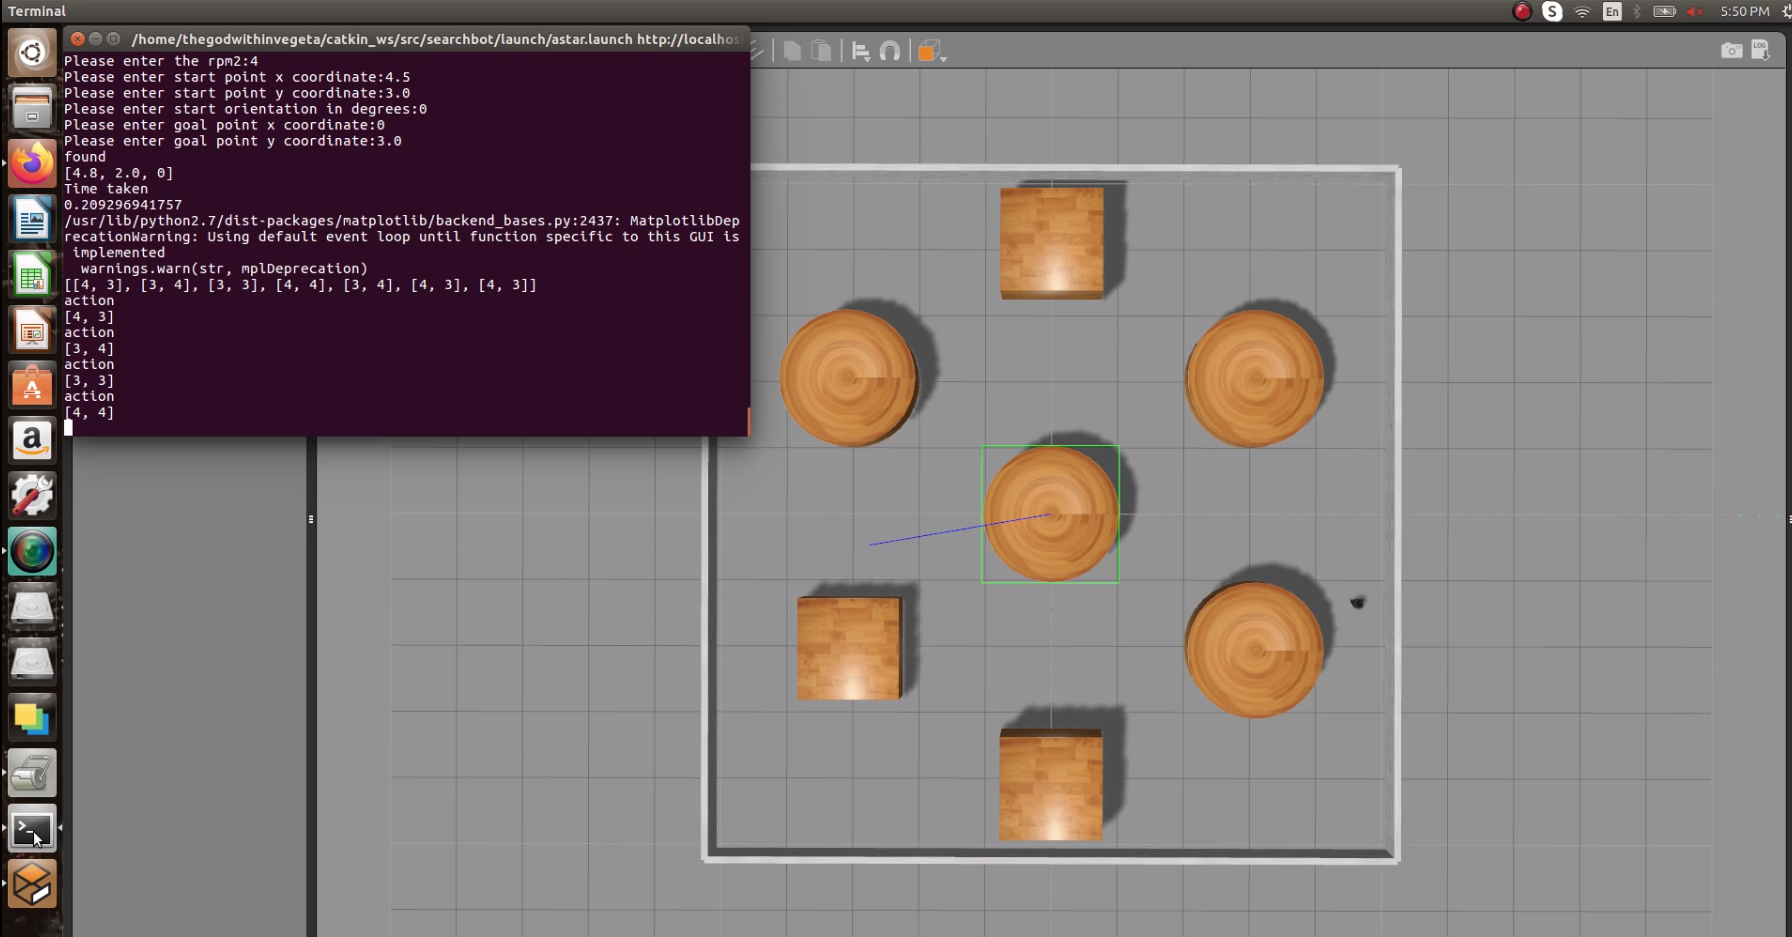 Terminal
En
5:50 PM
/home/thegodwithinvegeta/catkin_ws/src/searchbot/launch/astar.launch http://localhos
LOG
Please enter the rpm2:4
Please enter start point x coordinate:4.5
Please enter start point y coordinate:3.0
Please enter start orientation in degrees:0
Please enter goal point x coordinate:0
Please enter goal point y coordinate:3.0
found
[4.8, 2.0, 0]
Time taken
0.209296941757
/usr/lib/python2.7/dist-packages/matplotlib/backend_bases.py:2437: MatplotlibDep
recationWarning: Using default event loop until function specific to this GUI is
 implemented
  warnings.warn(str, mplDeprecation)
[[4, 3], [3, 4], [3, 3], [4, 4], [3, 4], [4, 3], [4, 3]]
action
[4, 3]
action
[3, 4]
action
[3, 3]
action
[4, 4]